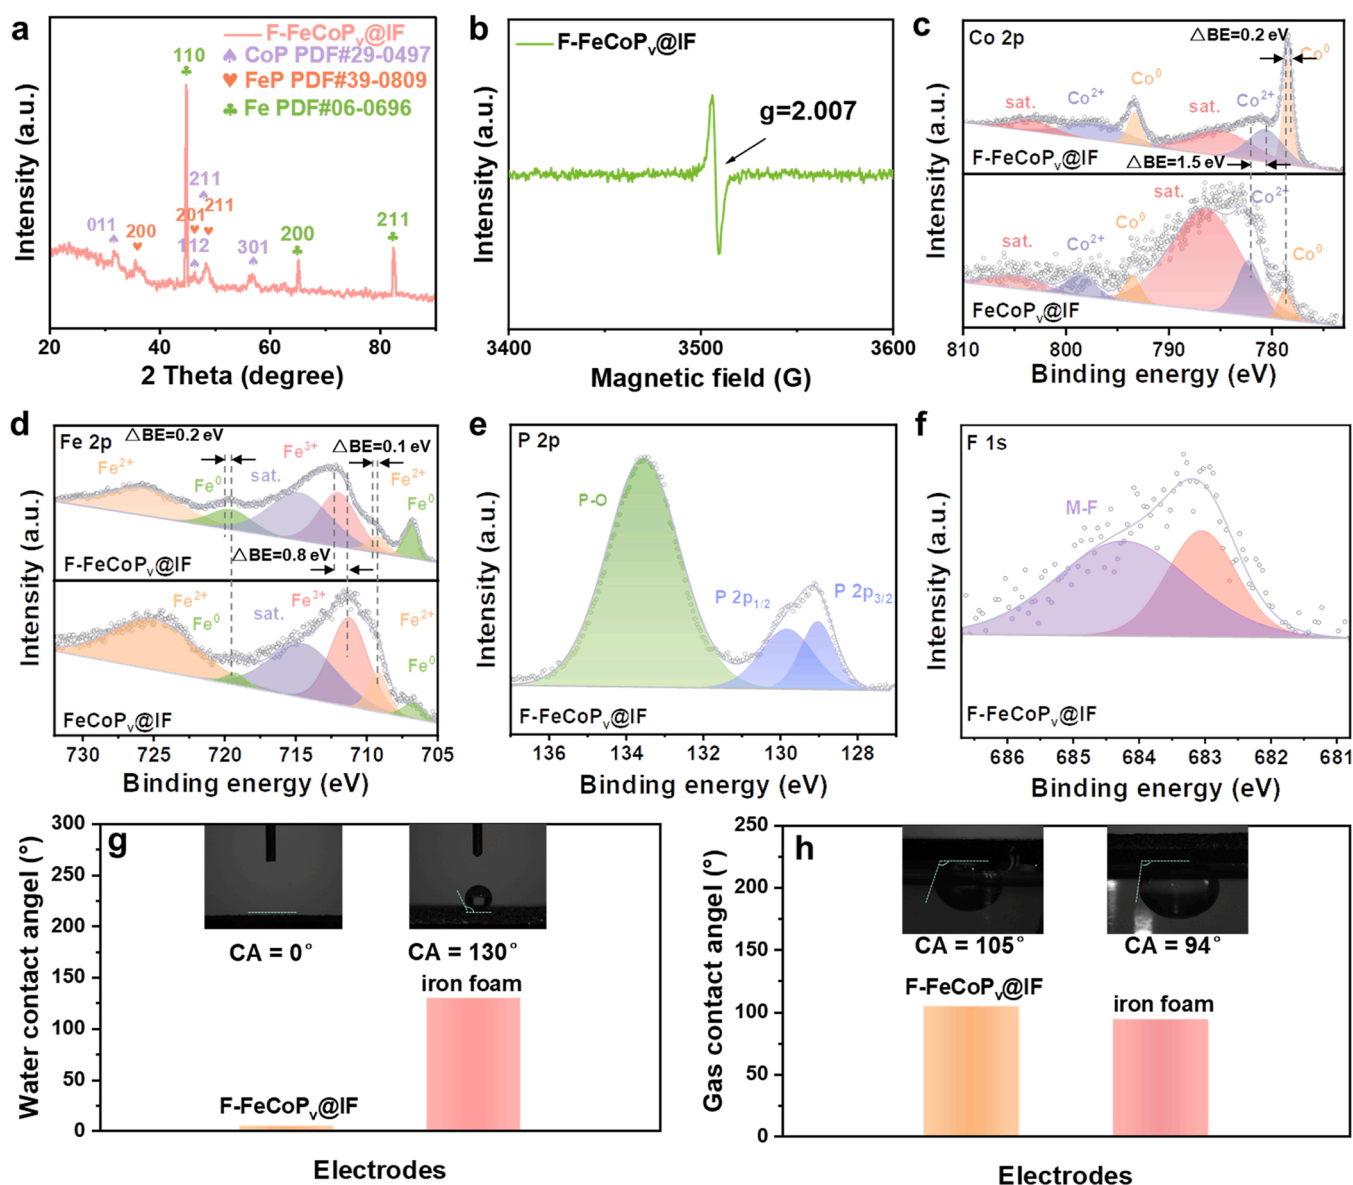 a
F-FeCoPv@IF
CoP PDF#29-0497
FeP PDF#39-0809
Fe PDF#06-0696
110
211
201
211
011
200
112
301
200
211
Intensity (a.u.)
20 40 60 80
2 Theta (degree)
b
F-FeCoPv@IF
g=2.007
Intensity (a.u.)
3400 3500 3600
Magnetic field (G)
c
Co 2p
△BE=0.2 eV
Co0
Co0
sat.
Co2+
sat.
Co2+
F-FeCoPv@IF
△BE=1.5 eV
sat.
Co2+
Co0
sat.
Co2+
Co0
FeCoPv@IF
Intensity (a.u.)
810 800 790 780
Binding energy (eV)
d
Fe 2p
△BE=0.2 eV
Fe3+
△BE=0.1 eV
Fe2+
Fe0
sat.
Fe2+
Fe0
F-FeCoPv@IF
△BE=0.8 eV
Fe2+
Fe0
sat.
Fe3+
Fe2+
Fe0
FeCoPv@IF
Intensity (a.u.)
730 725 720 715 710 705
Binding energy (eV)
e
P 2p
P-O
P 2p1/2
P 2p3/2
F-FeCoPv@IF
Intensity (a.u.)
136 134 132 130 128
Binding energy (eV)
f
F 1s
M-F
F-FeCoPv@IF
Intensity (a.u.)
686 685 684 683 682 681
Binding energy (eV)
g
300
250
200
150
100
50
0
Water contact angel (°)
CA = 0°
CA = 130°
iron foam
F-FeCoPv@IF
Electrodes
h
250
200
150
100
50
0
Gas contact angel (°)
CA = 105°
CA = 94°
F-FeCoPv@IF
iron foam
Electrodes